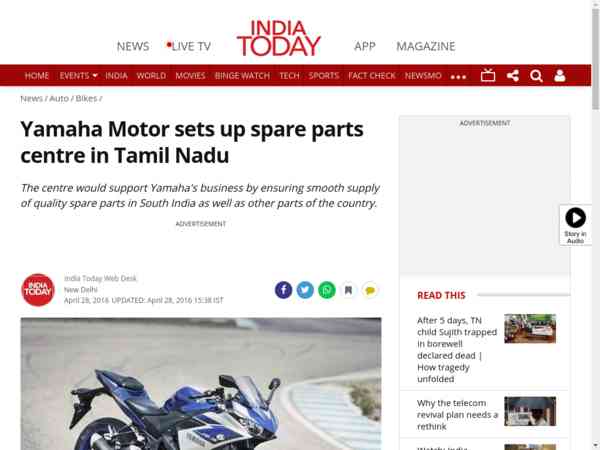 INDIA
TODAY
NEWS
LIVE TV
APP
MAGAZINE
HOME EVENTS INDIA WORLD MOVIES BINGE WATCH TECH SPORTS FACT CHECK NEWSMO
News / Auto / Bikes /
Yamaha Motor sets up spare parts
centre in Tamil Nadu
The centre would support Yamaha's business by ensuring smooth supply
of quality spare parts in South India as well as other parts of the country.
ADVERTISEMENT
INDIA
TODAY
India Today Web Desk
New Delhi
April 28, 2016 UPDATED: April 28, 2016 15:38 IST
YAMAHA
ADVERTISEMENT
Story in
Audio
READ THIS
After 5 days, TN
child Sujith trapped
in borewell
declared dead |
How tragedy
unfolded
Why the telecom
revival plan needs a
rethink